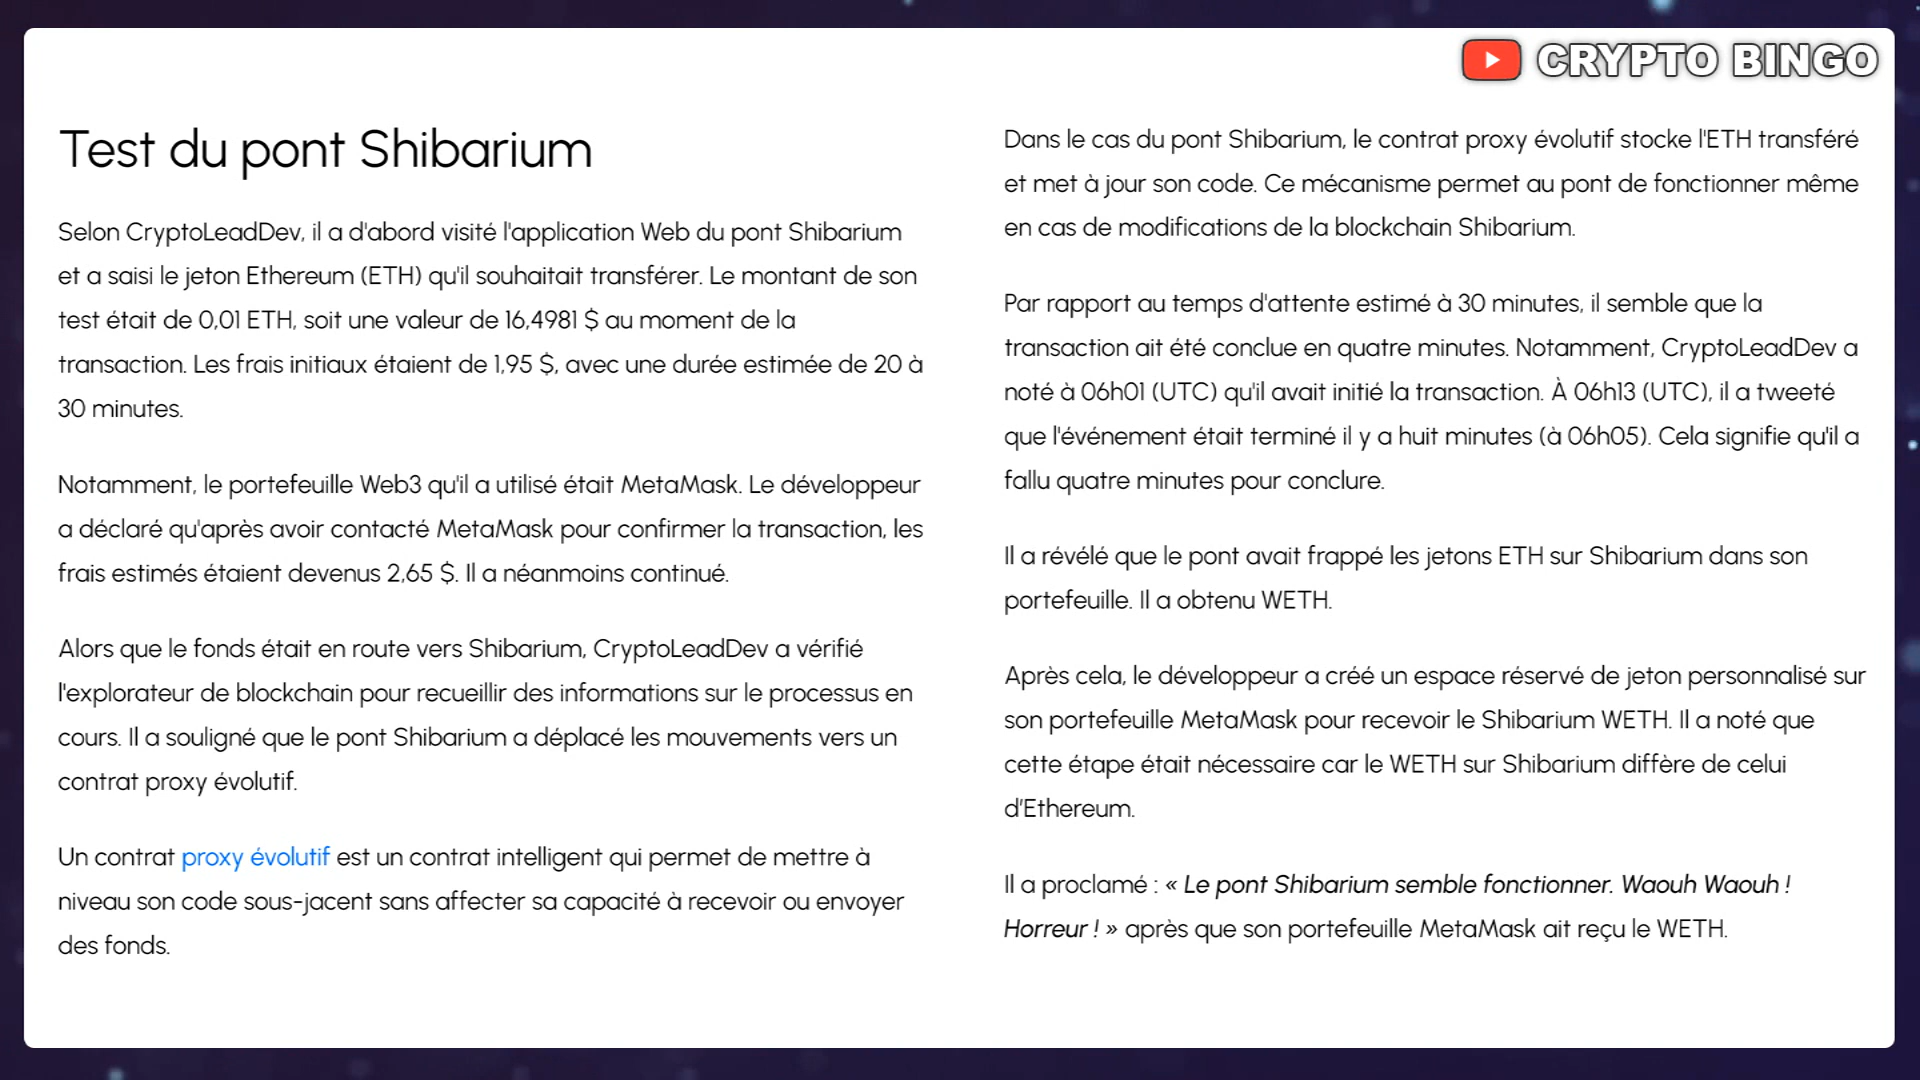 CRYPTO BINGO
Test du pont Shibarium
Selon CryptoLeadDev, il a d'abord visité l'application Web du pont Shibarium
et a saisi le jeton Ethereum (ETH) qu'il souhaitait transférer. Le montant de son
test était de 0,01 ETH, soit une valeur de 16,4981 $ au moment de la
transaction. Les frais initiaux étaient de 1,95 $, avec une durée estimée de 20 à
30 minutes.
Notamment, le portefeuille Web3 qu'il a utilisé était MetaMask. Le développeur
a déclaré qu'après avoir contacté MetaMask pour confirmer la transaction, les
frais estimés étaient devenus 2,65 $. Il a néanmoins continué.
Alors que le fonds était en route vers Shibarium, CryptoLeadDev a vérifié
l'explorateur de blockchain pour recueillir des informations sur le processus en
cours. Il a souligné que le pont Shibarium a déplacé les mouvements vers un
contrat proxy évolutif.
Un contrat proxy évolutif est un contrat intelligent qui permet de mettre à
niveau son code sous-jacent sans affecter sa capacité à recevoir ou envoyer
des fonds.
Dans le cas du pont Shibarium, le contrat proxy évolutif stocke l'ETH transféré
et met à jour son code. Ce mécanisme permet au pont de fonctionner même
en cas de modifications de la blockchain Shibarium.
Par rapport au temps d'attente estimé à 30 minutes, il semble que la
transaction ait été conclue en quatre minutes. Notamment, CryptoLeadDev a
noté à 06h01 (UTC) qu'il avait initié la transaction. À 06h13 (UTC), il a tweeté
que l'événement était terminé il y a huit minutes (à 06h05). Cela signifie qu'il a
fallu quatre minutes pour conclure.
Il a révélé que le pont avait frappé les jetons ETH sur Shibarium dans son
portefeuille. Il a obtenu WETH.
Après cela, le développeur a créé un espace réservé de jeton personnalisé sur
son portefeuille MetaMask pour recevoir le Shibarium WETH. Il a noté que
cette étape était nécessaire car le WETH sur Shibarium diffère de celui
d'Ethereum.
Il a proclamé : « Le pont Shibarium semble fonctionner. Waouh Waouh !
Horreur ! » après que son portefeuille MetaMask ait reçu le WETH.